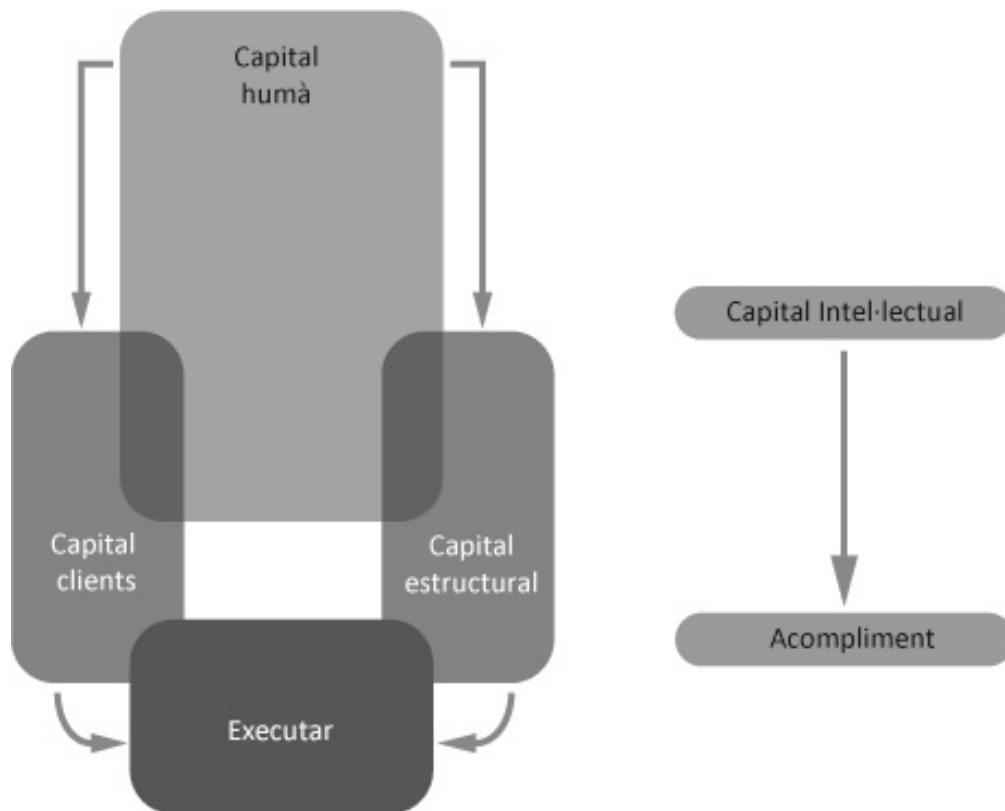 Capital
humà
Capital Intel·lectual
Capital
clients
Capital
estructural
Acompliment
Executar